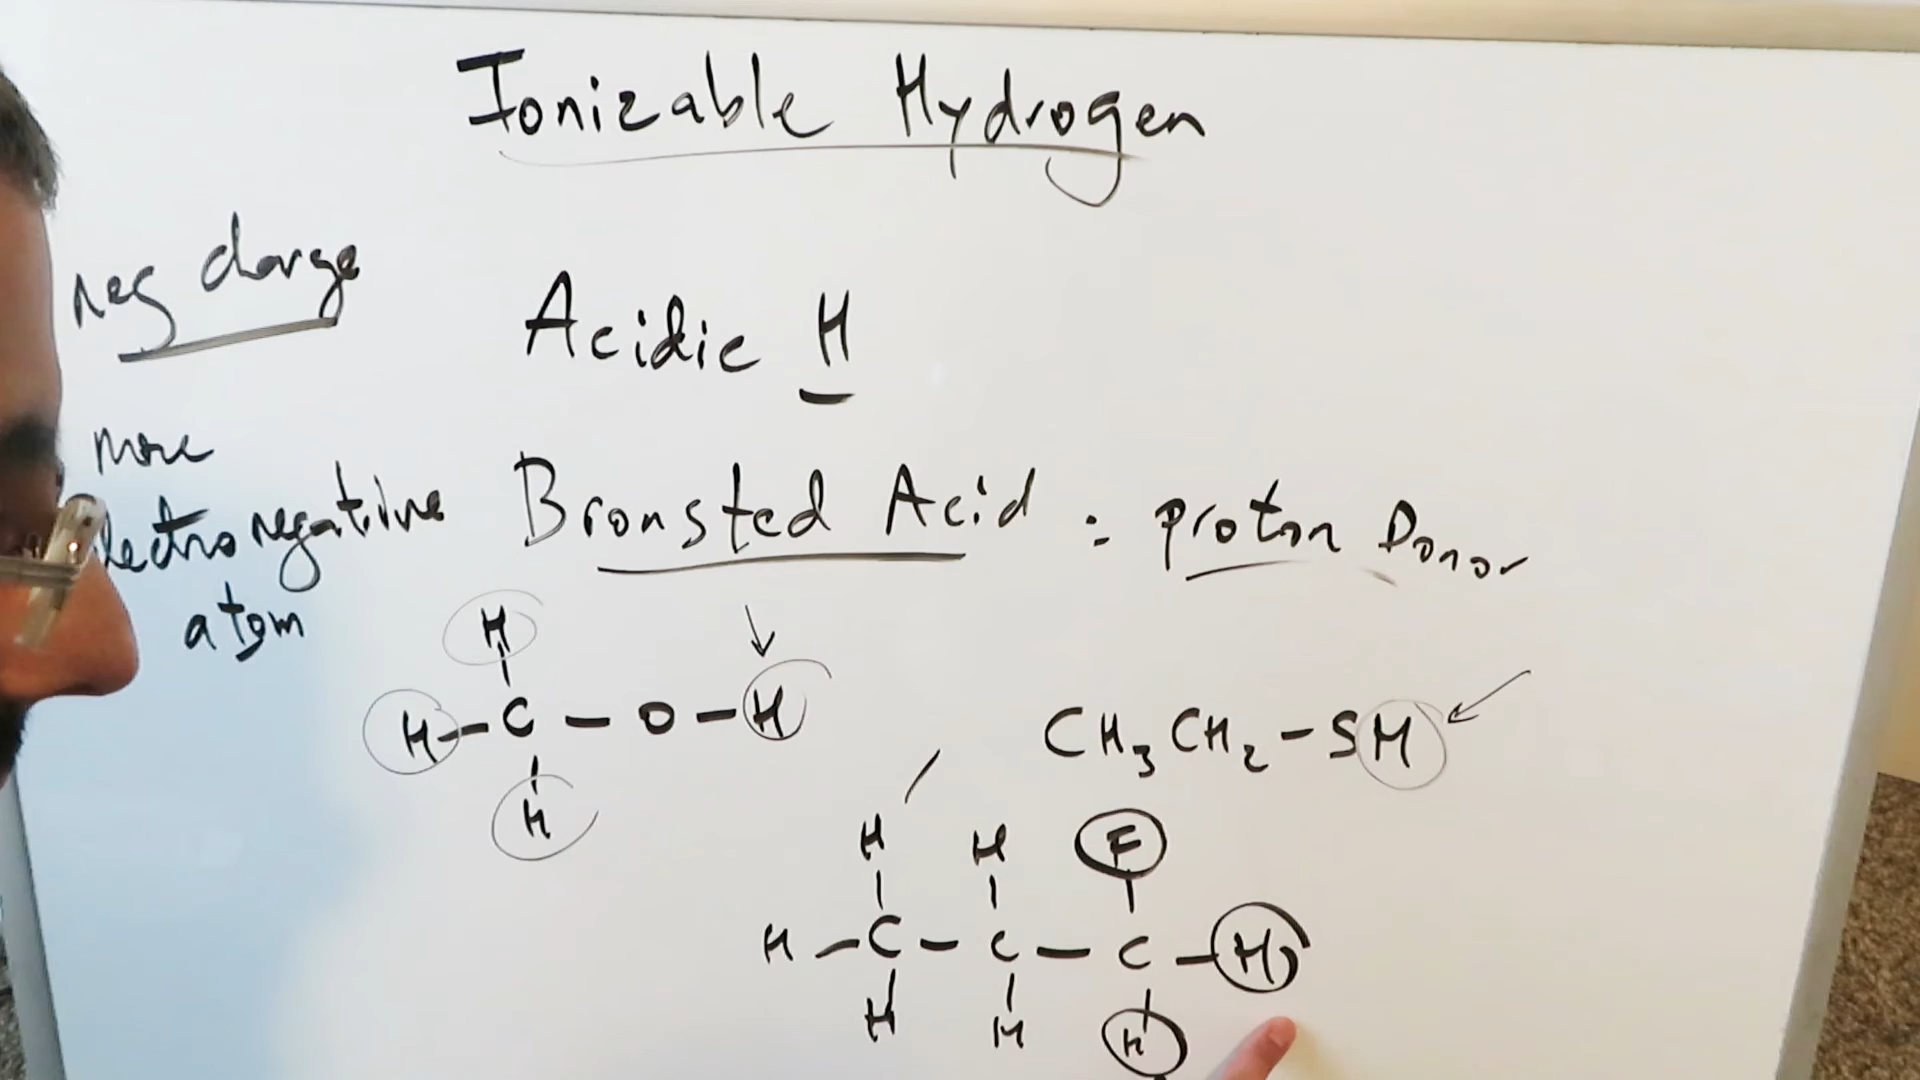 Ionizable Hydrogen
neg charge
Acidic H
more
electronegative
atom
Bronsted Acid : proton Donor
H
H-C-O-H
H
CH3CH2-SH
H H F
H-C-C-C-H
H H H